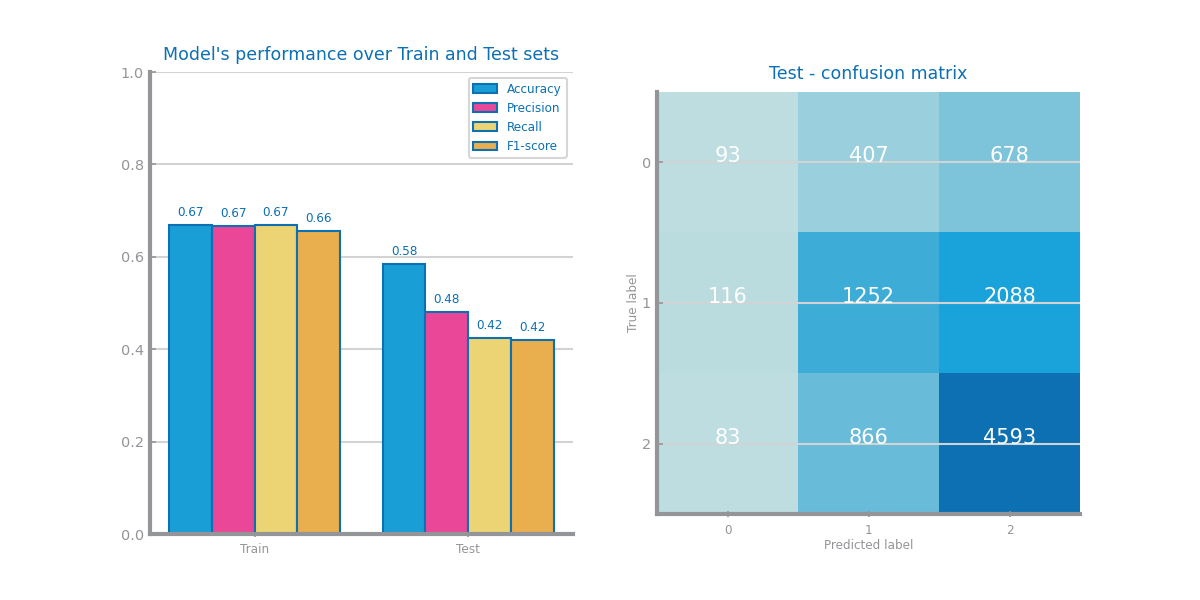 Model's performance over Train and Test sets
1.0
0.8
0.6
0.4
0.2
0.0
Accuracy
Precision
Recall
F1-score
0.67 0.67 0.67 0.66
0.58 0.48 0.42 0.42
Train Test
Test - confusion matrix
True label
0 93 407 678
1 116 1252 2088
2 83 866 4593
0 1 2
Predicted label